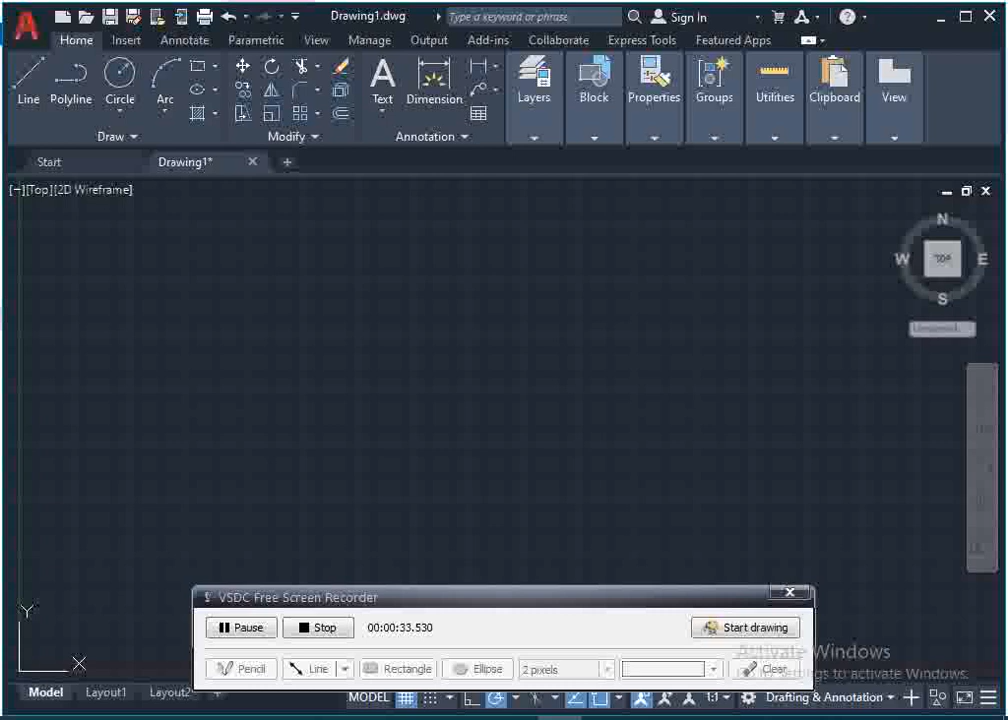 Drawing1.dwg
Type a keyword or phrase
Sign In
Home Insert Annotate Parametric View Manage Output Add-ins Collaborate Express Tools Featured Apps
Line Polyline Circle Arc Text Dimension Layers Block Properties Groups Utilities Clipboard View
Draw Modify Annotation
Start Drawing1*
[−][Top][2D Wireframe]
N
W TOP E
S
Unnamed
VSDC Free Screen Recorder
Y
Pause Stop 00:00:33.530 Start drawing
Activate Windows
X Pencil Line Rectangle Ellipse 2 pixels Clear
Settings to activate Windows.
Model Layout1 Layout2 MODEL 1:1 Drafting & Annotation